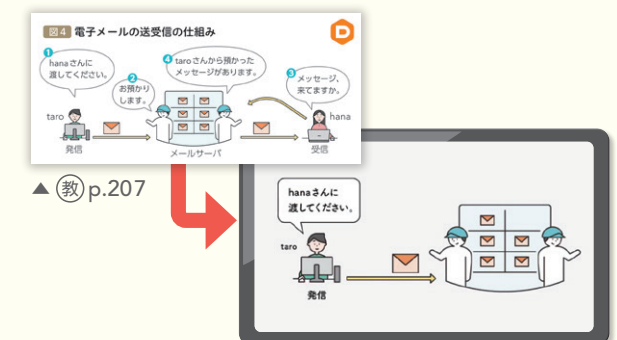 図4 電子メールの送受信の仕組み
D
1
hanaさんに
渡してください。
2
お預かり
します。
4
taroさんから預かった
メッセージがあります。
3
メッセージ、
来てますか。
taro
hana
発信
メールサーバ
受信
▲教p.207
hanaさんに
渡してください。
taro
発信